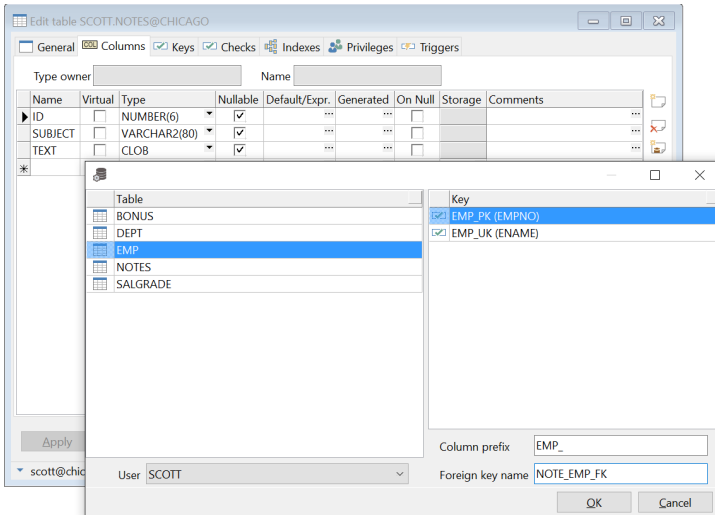 Edit table SCOTT.NOTES@CHICAGO
General COL Columns Keys Checks Indexes Privileges Triggers
Type owner Name
Name Virtual Type Nullable Default/Expr. Generated On Null Storage Comments
ID NUMBER(6) ... ... ...
SUBJECT VARCHAR2(80) ... ... ...
TEXT CLOB ... ... ...
Table
BONUS
DEPT
EMP
NOTES
SALGRADE
Key
EMP_PK (EMPNO)
EMP_UK (ENAME)
Apply
Column prefix EMP_
scott@chic
User SCOTT
Foreign key name NOTE_EMP_FK
OK Cancel